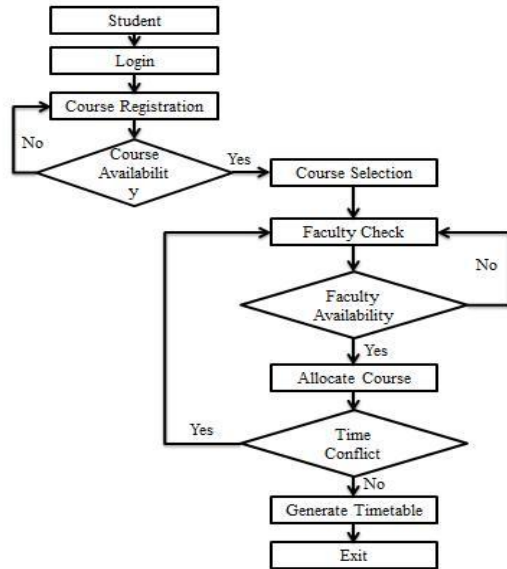 Student
Login
Course Registration
No
Course
Availabilit
y
Yes
Course Selection
Faculty Check
No
Faculty
Availability
Yes
Allocate Course
Yes
Time
Conflict
No
Generate Timetable
Exit